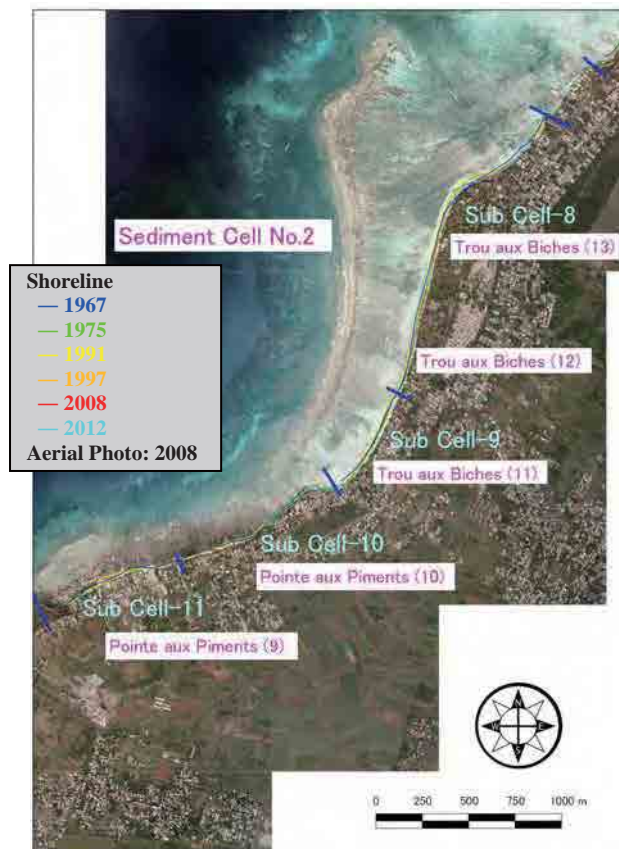 Sub Cell-8
Sediment Cell No.2
Trou aux Biches (13)
Shoreline
1967
1975
1991
1997
2008
2012
Aerial Photo: 2008
Trou aux Biches (12)
Sub Cell-9
Trou aux Biches (11)
Sub Cell-10
Pointe aux Piments (10)
Sub Cell-11
Pointe aux Piments (9)
N
W E
S
0 250 500 750 1000 m